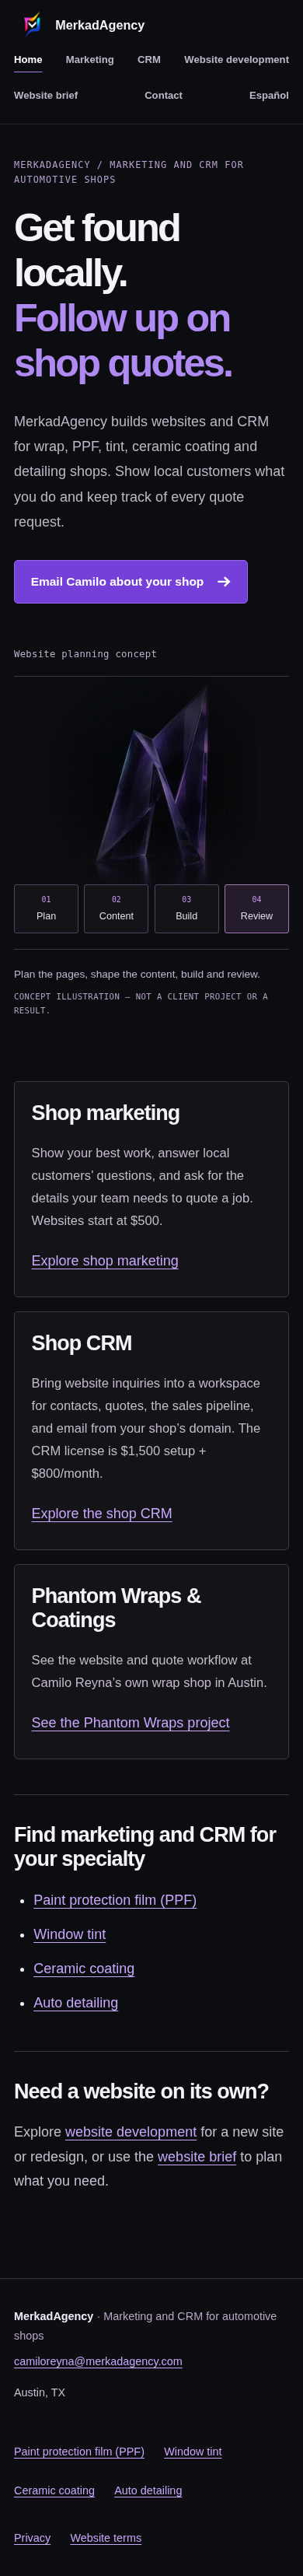 MerkadAgency
Home Marketing CRM Website development
Website brief Contact Español
MERKADAGENCY / MARKETING AND CRM FOR
AUTOMOTIVE SHOPS
Get found
locally.
Follow up on
shop quotes.
MerkadAgency builds websites and CRM
for wrap, PPF, tint, ceramic coating and
detailing shops. Show local customers what
you do and keep track of every quote
request.
Email Camilo about your shop →
Website planning concept
01 02 03 04
Plan Content Build Review
Plan the pages, shape the content, build and review.
CONCEPT ILLUSTRATION — NOT A CLIENT PROJECT OR A
RESULT.
Shop marketing
Show your best work, answer local
customers’ questions, and ask for the
details your team needs to quote a job.
Websites start at $500.
Explore shop marketing
Shop CRM
Bring website inquiries into a workspace
for contacts, quotes, the sales pipeline,
and email from your shop’s domain. The
CRM license is $1,500 setup +
$800/month.
Explore the shop CRM
Phantom Wraps &
Coatings
See the website and quote workflow at
Camilo Reyna’s own wrap shop in Austin.
See the Phantom Wraps project
Find marketing and CRM for
your specialty
• Paint protection film (PPF)
• Window tint
• Ceramic coating
• Auto detailing
Need a website on its own?
Explore website development for a new site
or redesign, or use the website brief to plan
what you need.
MerkadAgency · Marketing and CRM for automotive
shops
camiloreyna@merkadagency.com
Austin, TX
Paint protection film (PPF) Window tint
Ceramic coating Auto detailing
Privacy Website terms